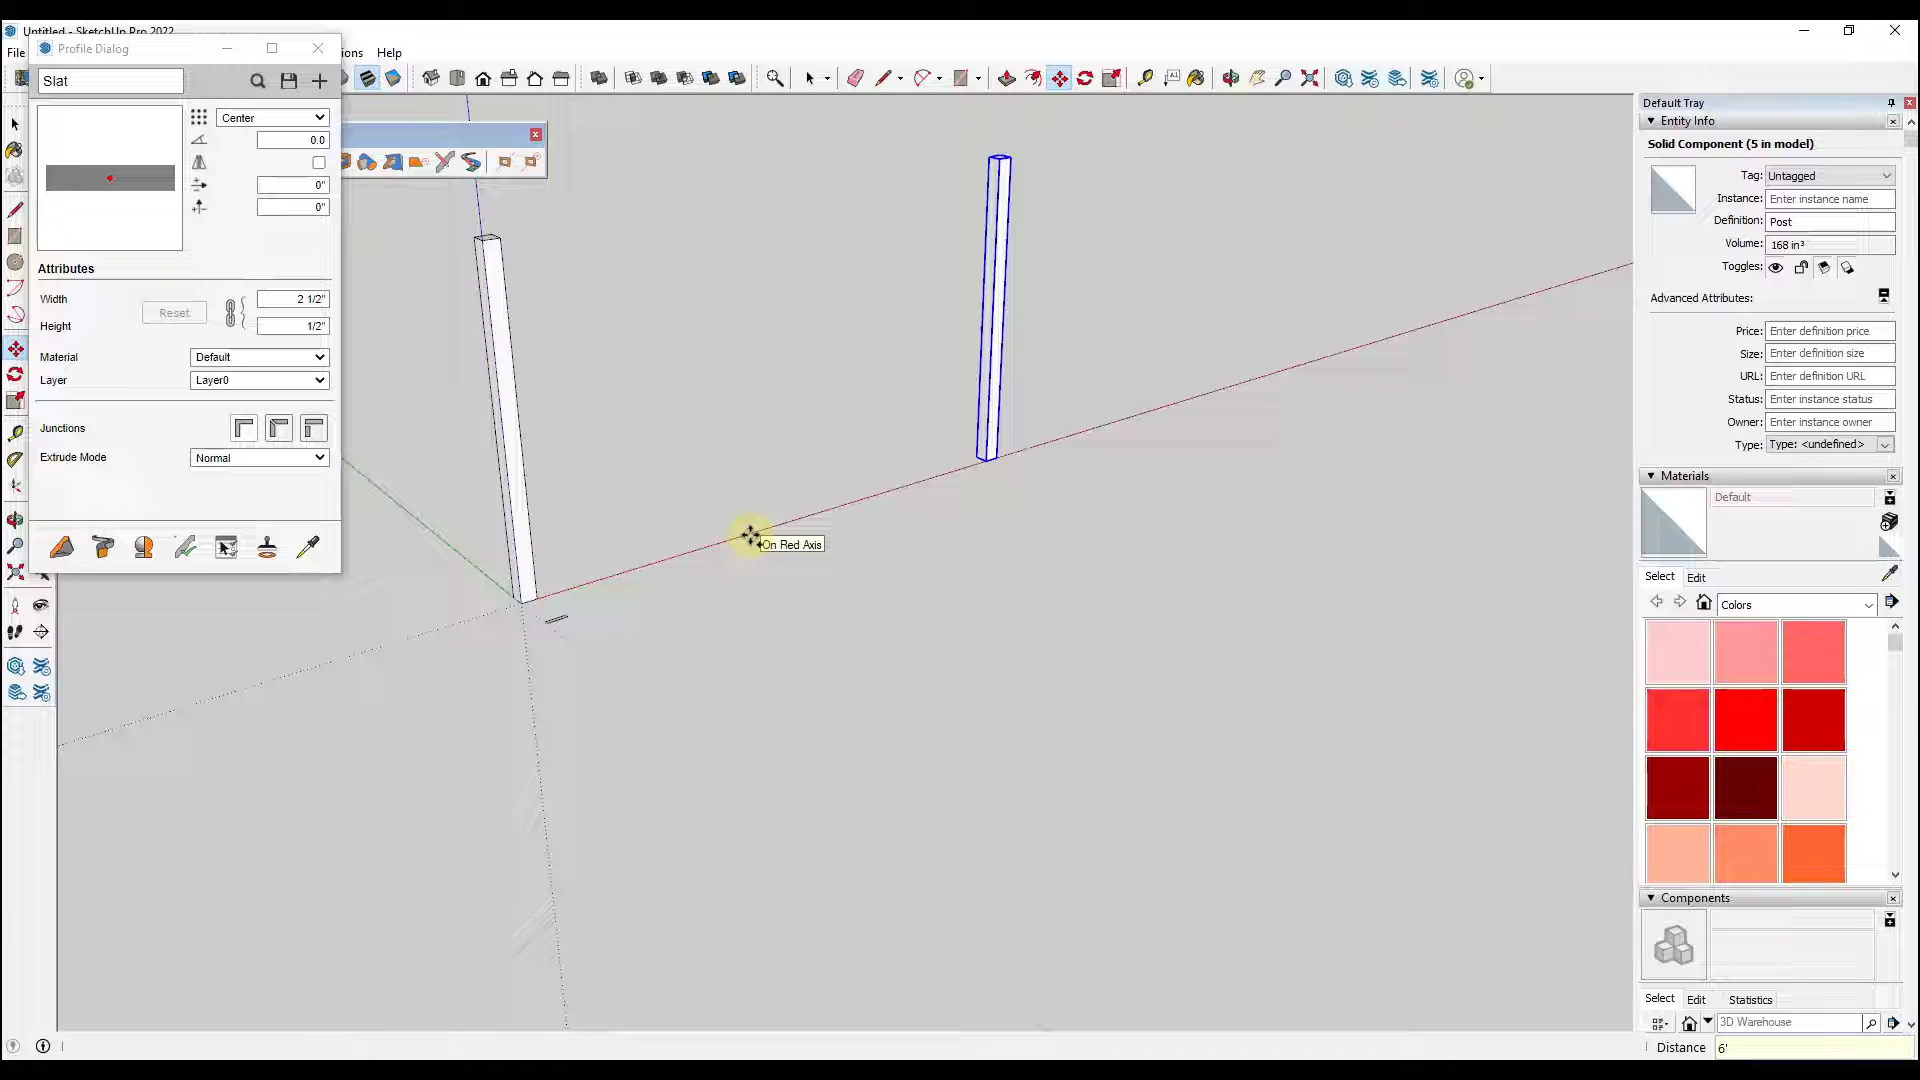 Untitled - SketchUp Pro 2022
File
ions
Help
Profile Dialog
Slat
Center
0.0
0"
0"
Attributes
Width
2 1/2"
Reset
Height
1/2"
Material
Default
Layer
Layer0
Junctions
Extrude Mode
Normal
On Red Axis
Default Tray
Entity Info
Solid Component (5 in model)
Tag:
Untagged
Instance:
Enter instance name
Definition:
Post
Volume:
168 in³
Toggles:
Advanced Attributes:
Price:
Enter definition price
Size:
Enter definition size
URL:
Enter definition URL
Status:
Enter instance status
Owner:
Enter instance owner
Type:
Type: <undefined>
Materials
Default
Select
Edit
Colors
Components
Select
Edit
Statistics
3D Warehouse
Distance
6'